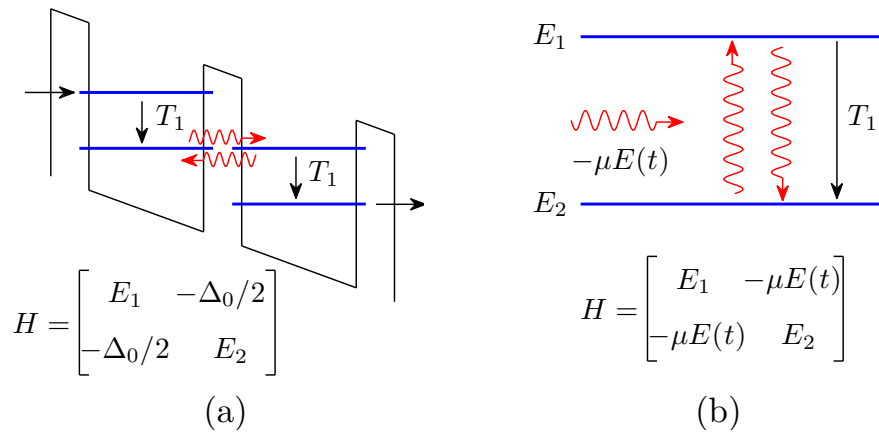 T₁
T₁
H = [ E₁ −Δ₀/2
−Δ₀/2 E₂ ]
(a)
E₁
T₁
−μE(t)
E₂
H = [ E₁ −μE(t)
−μE(t) E₂ ]
(b)